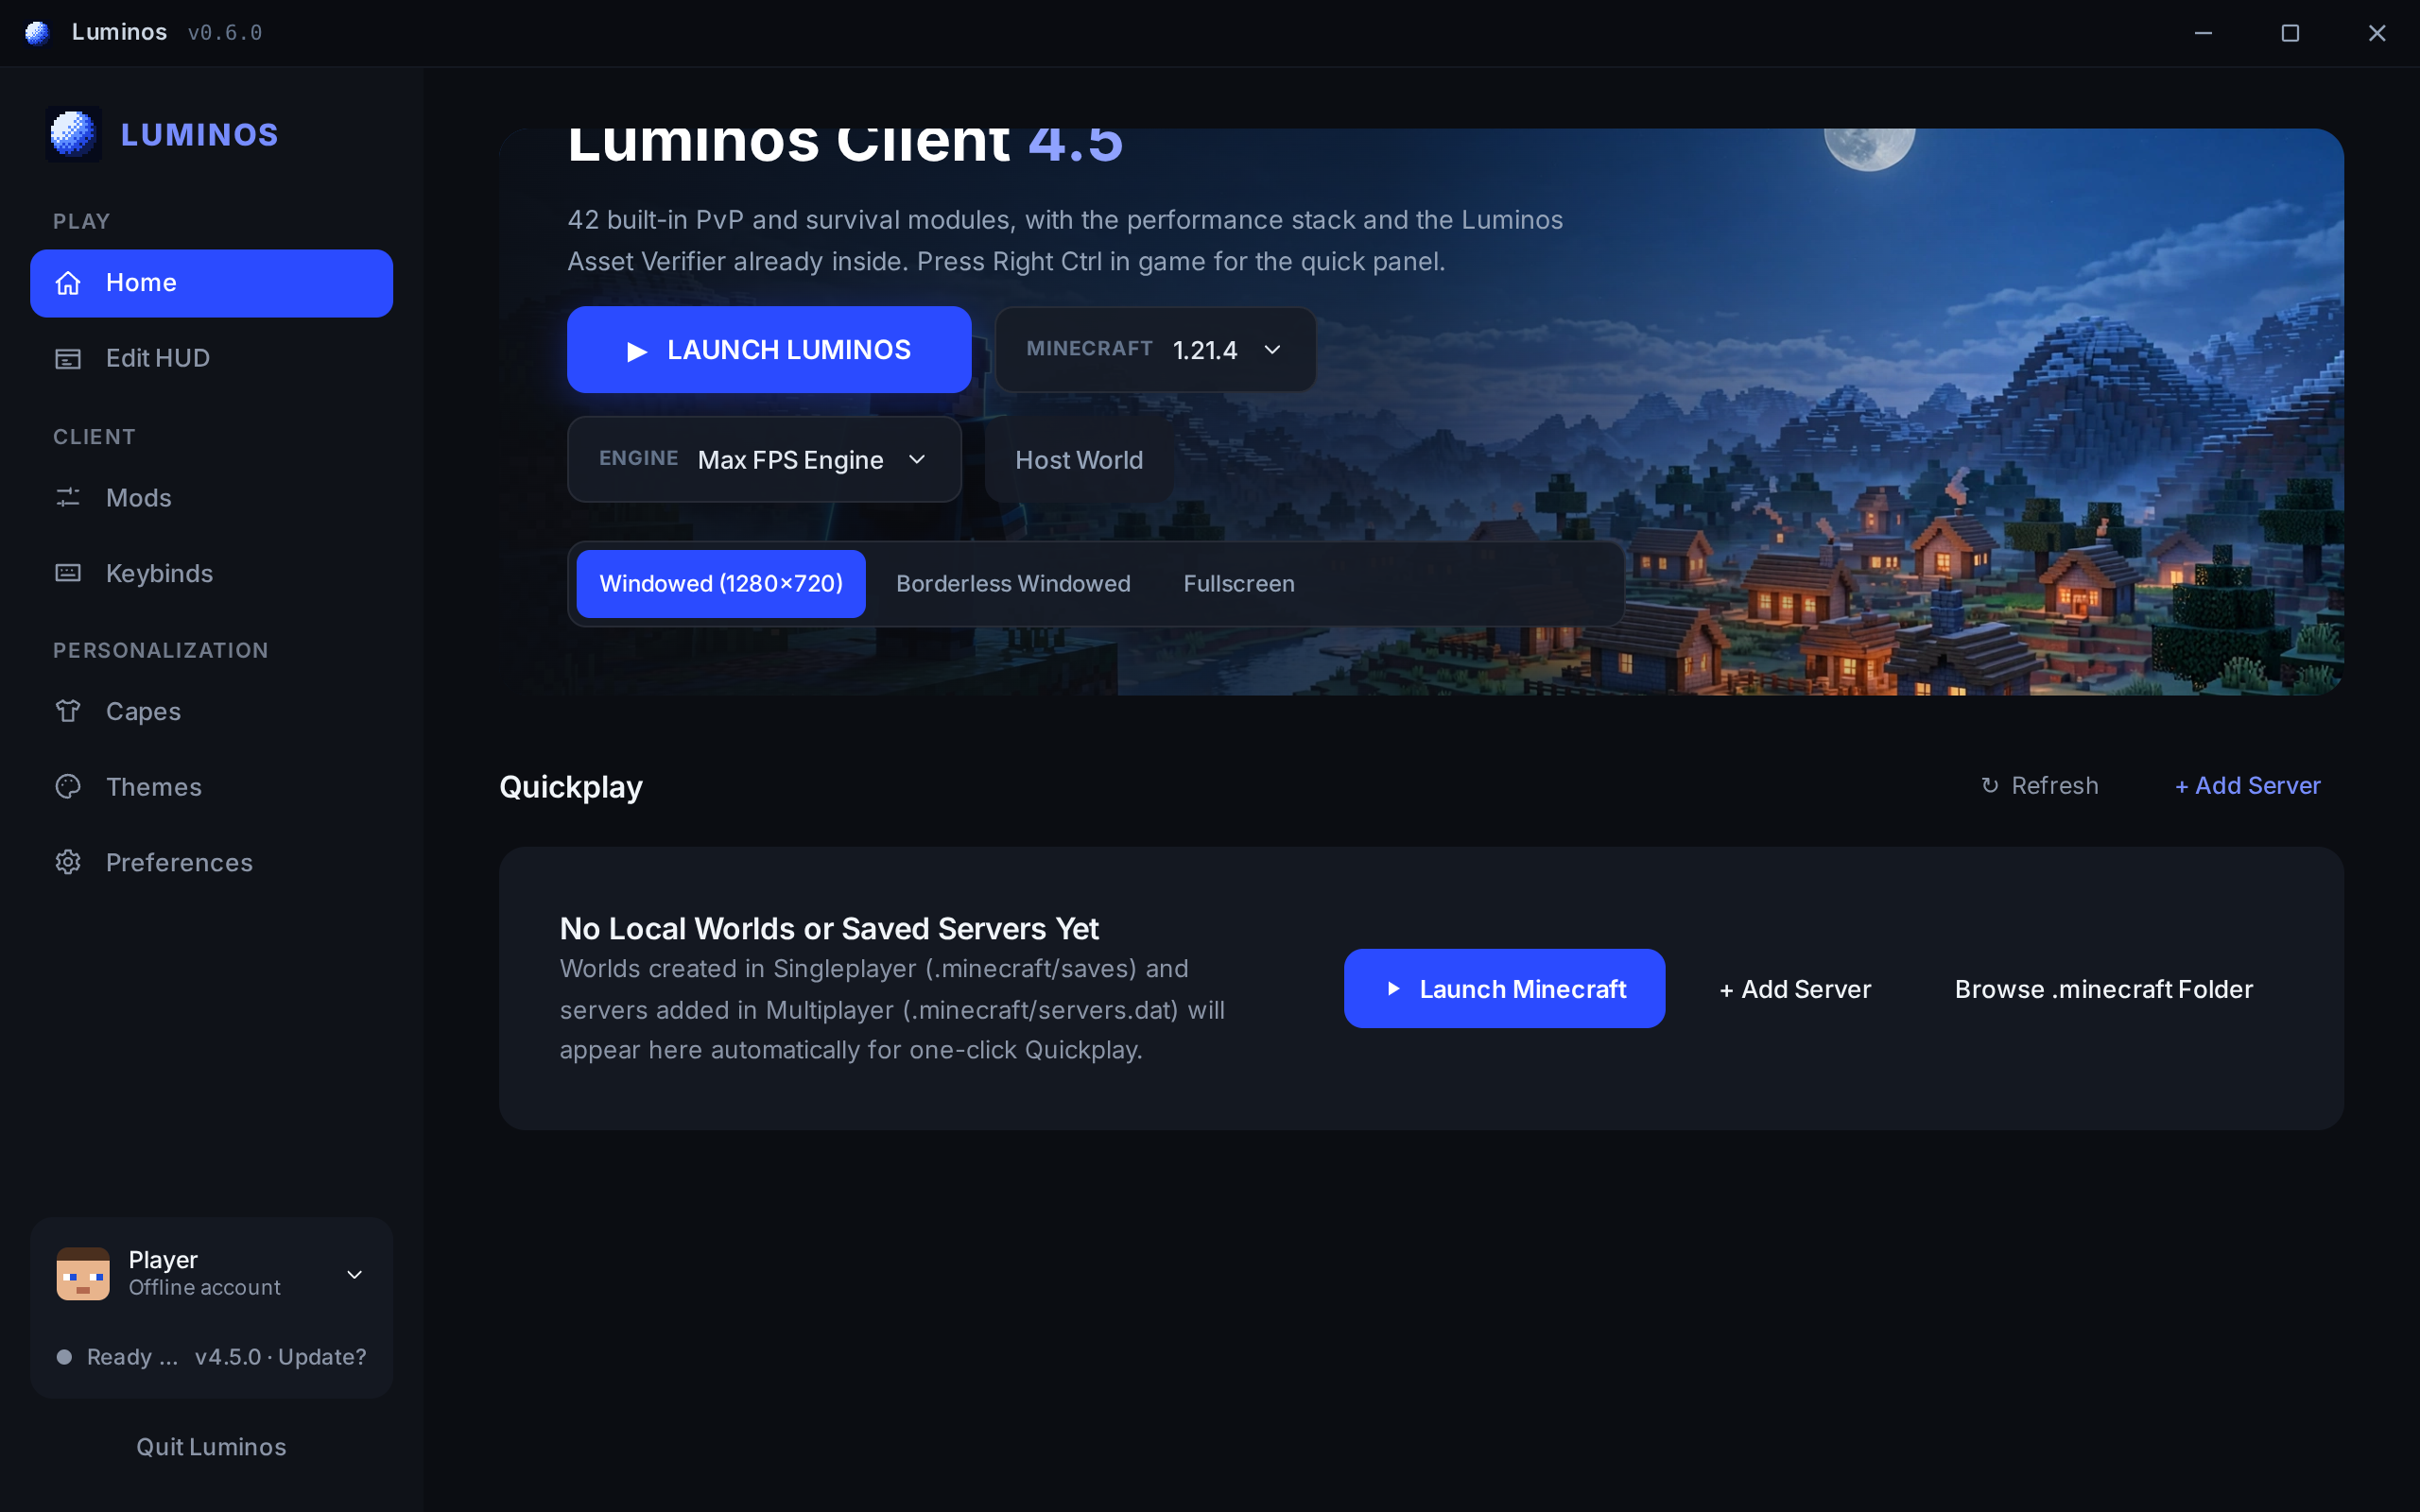 Luminos v0.6.0
LUMINOS
PLAY
Home
Edit HUD
CLIENT
Mods
Keybinds
PERSONALIZATION
Capes
Themes
Preferences
Player
Offline account
Ready ... v4.5.0 · Update?
Quit Luminos
Luminos Client 4.5
42 built-in PvP and survival modules, with the performance stack and the Luminos
Asset Verifier already inside. Press Right Ctrl in game for the quick panel.
▶ LAUNCH LUMINOS
MINECRAFT 1.21.4
ENGINE Max FPS Engine
Host World
Windowed (1280×720) Borderless Windowed Fullscreen
Quickplay
↻ Refresh
+ Add Server
No Local Worlds or Saved Servers Yet
Worlds created in Singleplayer (.minecraft/saves) and
servers added in Multiplayer (.minecraft/servers.dat) will
appear here automatically for one-click Quickplay.
▶ Launch Minecraft
+ Add Server
Browse .minecraft Folder